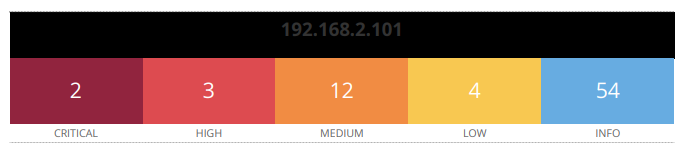 192.168.2.101
2 3 12 4 54
CRITICAL HIGH MEDIUM LOW INFO